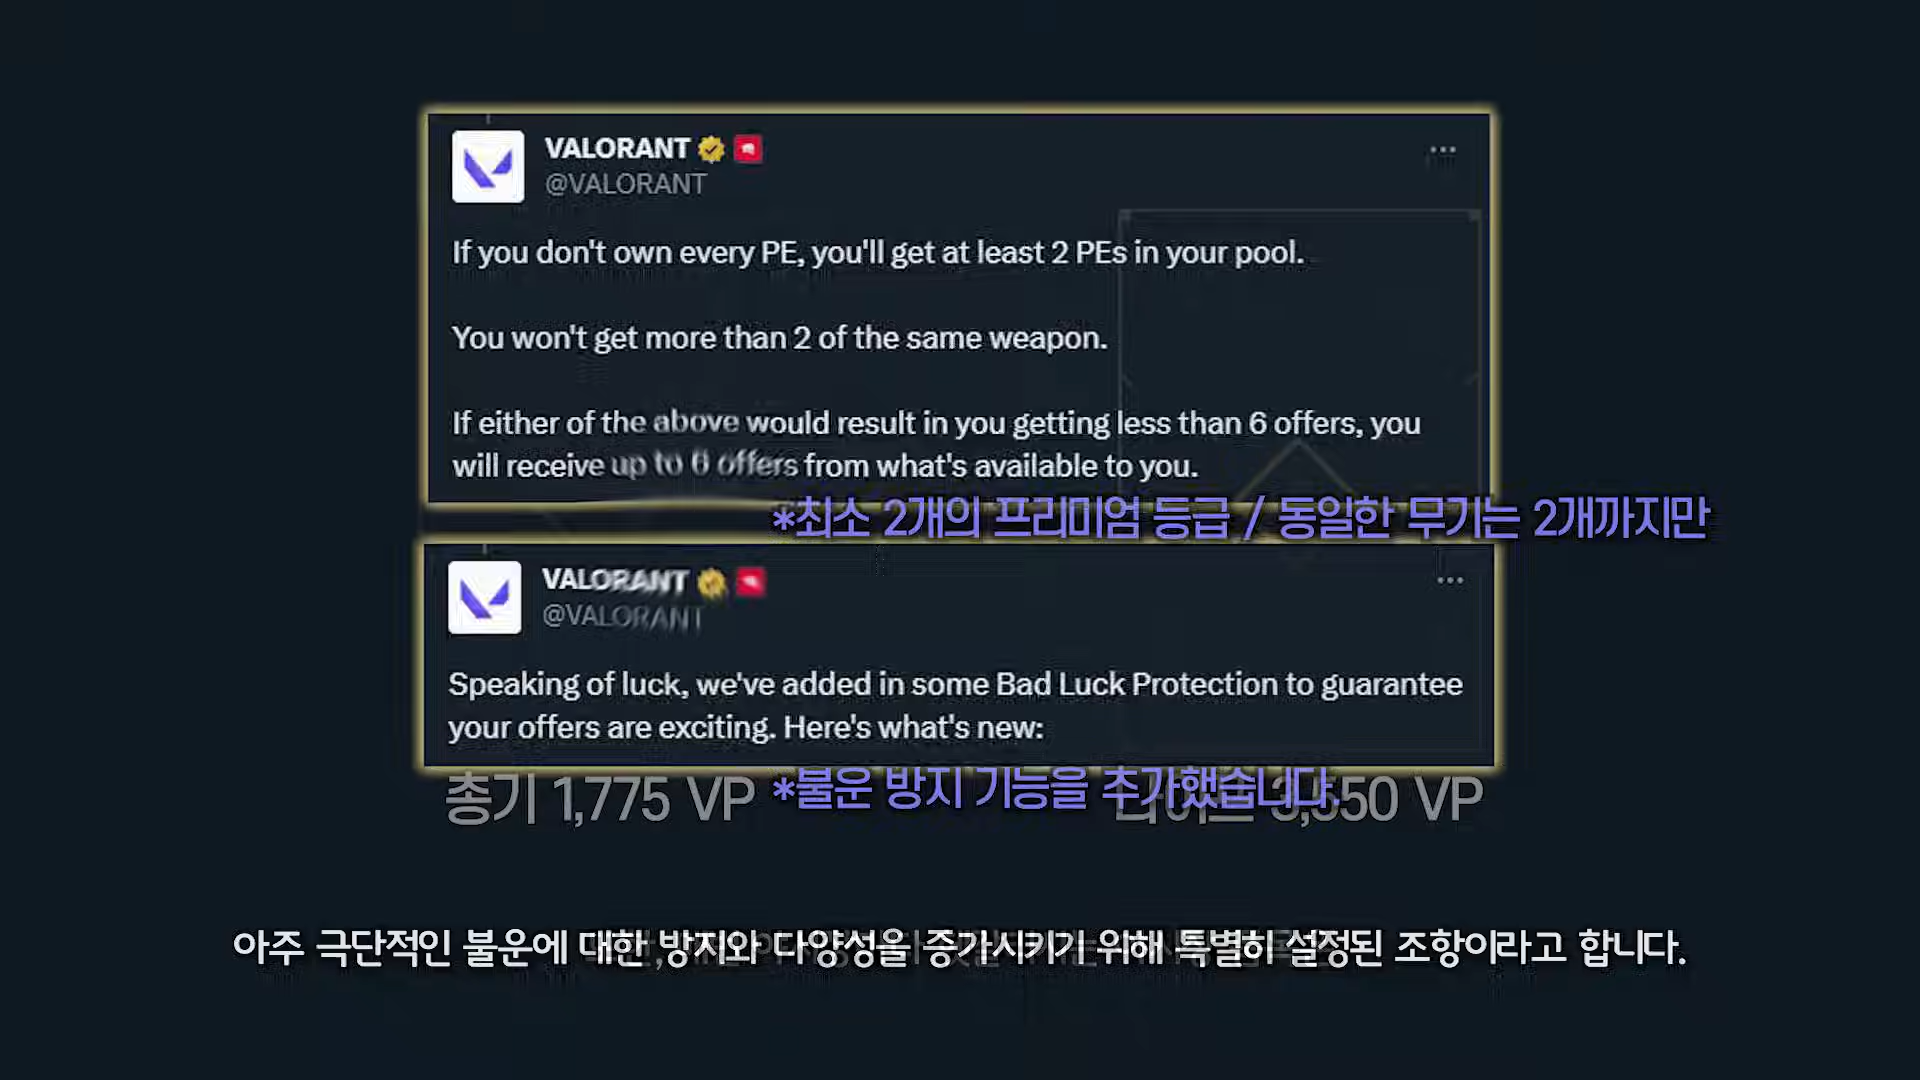 VALORANT
@VALORANT
If you don't own every PE, you'll get at least 2 PEs in your pool.
You won't get more than 2 of the same weapon.
If either of the above would result in you getting less than 6 offers, you
will receive up to 6 offers from what's available to you.
*최소 2개의 프리미엄 등급 / 동일한 무기는 2개까지만
VALORANT
@VALORANT
Speaking of luck, we've added in some Bad Luck Protection to guarantee
your offers are exciting. Here's what's new:
총기 1,775 VP
*불운 방지 기능을 추가했습니다.
3,550 VP
아주 극단적인 불운에 대한 방지와 다양성을 증가시키기 위해 특별히 설정된 조항이라고 합니다.